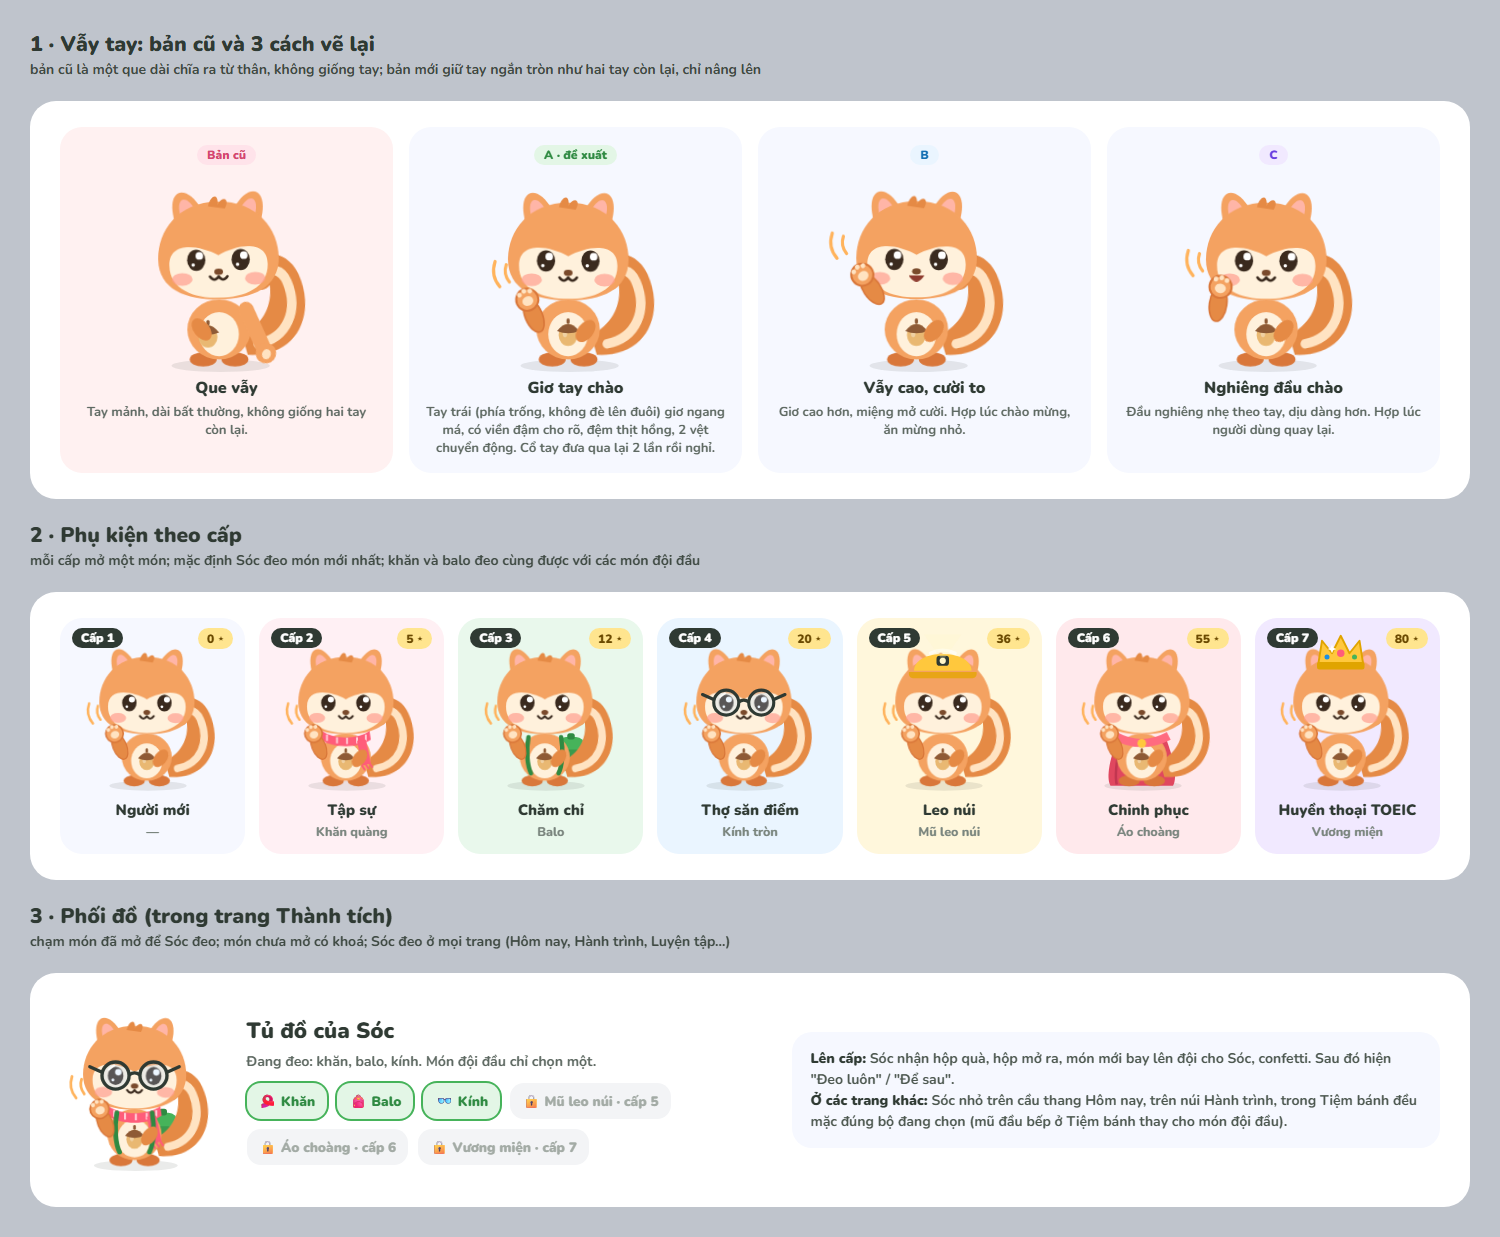 1 · Vẫy tay: bản cũ và 3 cách vẽ lại
bản cũ là một que dài chĩa ra từ thân, không giống tay; bản mới giữ tay ngắn tròn như hai tay còn lại, chỉ nâng lên
Bản cũ
Que vẫy
Tay mảnh, dài bất thường, không giống hai tay
còn lại.
A · đề xuất
Giơ tay chào
Tay trái (phía trống, không đè lên đuôi) giơ ngang
má, có viền đậm cho rõ, đệm thịt hồng, 2 vệt
chuyển động. Cổ tay đưa qua lại 2 lần rồi nghỉ.
B
Vẫy cao, cười to
Giơ cao hơn, miệng mở cười. Hợp lúc chào mừng,
ăn mừng nhỏ.
C
Nghiêng đầu chào
Đầu nghiêng nhẹ theo tay, dịu dàng hơn. Hợp lúc
người dùng quay lại.
2 · Phụ kiện theo cấp
mỗi cấp mở một món; mặc định Sóc đeo món mới nhất; khăn và balo đeo cùng được với các món đội đầu
Cấp 1
0 ⋆
Người mới
—
Cấp 2
5 ⋆
Tập sự
Khăn quàng
Cấp 3
12 ⋆
Chăm chỉ
Balo
Cấp 4
20 ⋆
Thợ săn điểm
Kính tròn
Cấp 5
36 ⋆
Leo núi
Mũ leo núi
Cấp 6
55 ⋆
Chinh phục
Áo choàng
Cấp 7
80 ⋆
Huyền thoại TOEIC
Vương miện
3 · Phối đồ (trong trang Thành tích)
chạm món đã mở để Sóc đeo; món chưa mở có khoá; Sóc đeo ở mọi trang (Hôm nay, Hành trình, Luyện tập...)
Tủ đồ của Sóc
Đang đeo: khăn, balo, kính. Món đội đầu chỉ chọn một.
Khăn
Balo
Kính
Mũ leo núi · cấp 5
Áo choàng · cấp 6
Vương miện · cấp 7
Lên cấp: Sóc nhận hộp quà, hộp mở ra, món mới bay lên đội cho Sóc, confetti. Sau đó hiện
"Đeo luôn" / "Để sau".
Ở các trang khác: Sóc nhỏ trên cầu thang Hôm nay, trên núi Hành trình, trong Tiệm bánh đều
mặc đúng bộ đang chọn (mũ đầu bếp ở Tiệm bánh thay cho món đội đầu).